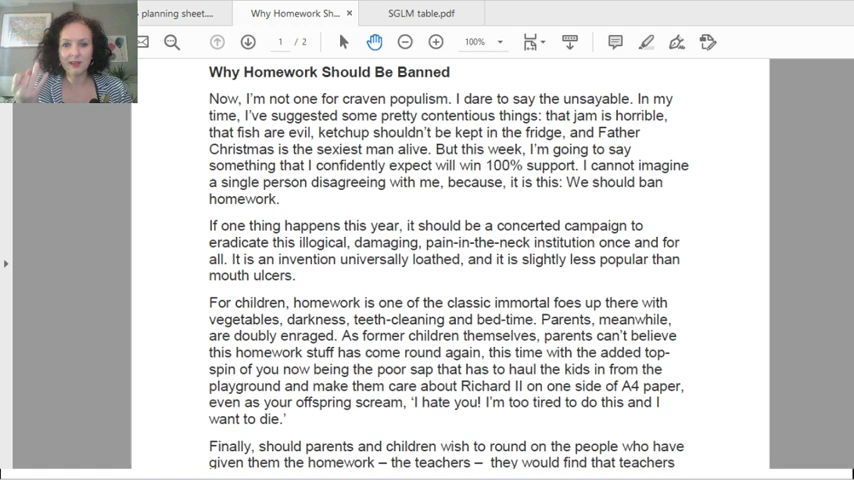 planning sheet....
Why Homework Sh... ×
SGLM table.pdf
1 / 2
100%
Why Homework Should Be Banned
Now, I'm not one for craven populism. I dare to say the unsayable. In my
time, I've suggested some pretty contentious things: that jam is horrible,
that fish are evil, ketchup shouldn't be kept in the fridge, and Father
Christmas is the sexiest man alive. But this week, I'm going to say
something that I confidently expect will win 100% support. I cannot imagine
a single person disagreeing with me, because, it is this: We should ban
homework.
If one thing happens this year, it should be a concerted campaign to
eradicate this illogical, damaging, pain-in-the-neck institution once and for
all. It is an invention universally loathed, and it is slightly less popular than
mouth ulcers.
For children, homework is one of the classic immortal foes up there with
vegetables, darkness, teeth-cleaning and bed-time. Parents, meanwhile,
are doubly enraged. As former children themselves, parents can't believe
this homework stuff has come round again, this time with the added top-
spin of you now being the poor sap that has to haul the kids in from the
playground and make them care about Richard II on one side of A4 paper,
even as your offspring scream, 'I hate you! I'm too tired to do this and I
want to die.'
Finally, should parents and children wish to round on the people who have
given them the homework – the teachers – they would find that teachers